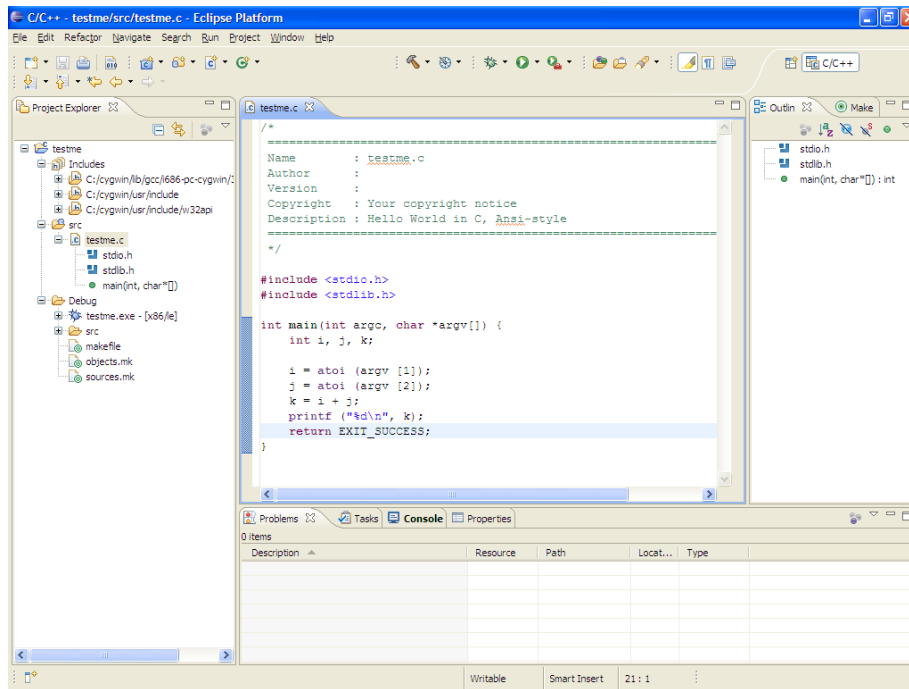 C/C++ - testme/src/testme.c - Eclipse Platform
File Edit Refactor Navigate Search Run Project Window Help
C/C++
Project Explorer
testme
Includes
C:/cygwin/lib/gcc/i686-pc-cygwin/3
C:/cygwin/usr/include
C:/cygwin/usr/include/w32api
src
testme.c
stdio.h
stdlib.h
main(int, char*[])
Debug
testme.exe - [x86/le]
src
makefile
objects.mk
sources.mk
testme.c
/*
============================================================================
Name        : testme.c
Author      :
Version     :
Copyright   : Your copyright notice
Description : Hello World in C, Ansi-style
============================================================================
*/
#include <stdio.h>
#include <stdlib.h>
int main(int argc, char *argv[]) {
int i, j, k;
i = atoi (argv [1]);
j = atoi (argv [2]);
k = i + j;
printf ("%d\n", k);
return EXIT_SUCCESS;
}
Outlin Make
stdio.h
stdlib.h
main(int, char*[]) : int
Problems Tasks Console Properties
0 items
Description Resource Path Locat... Type
Writable Smart Insert 21 : 1